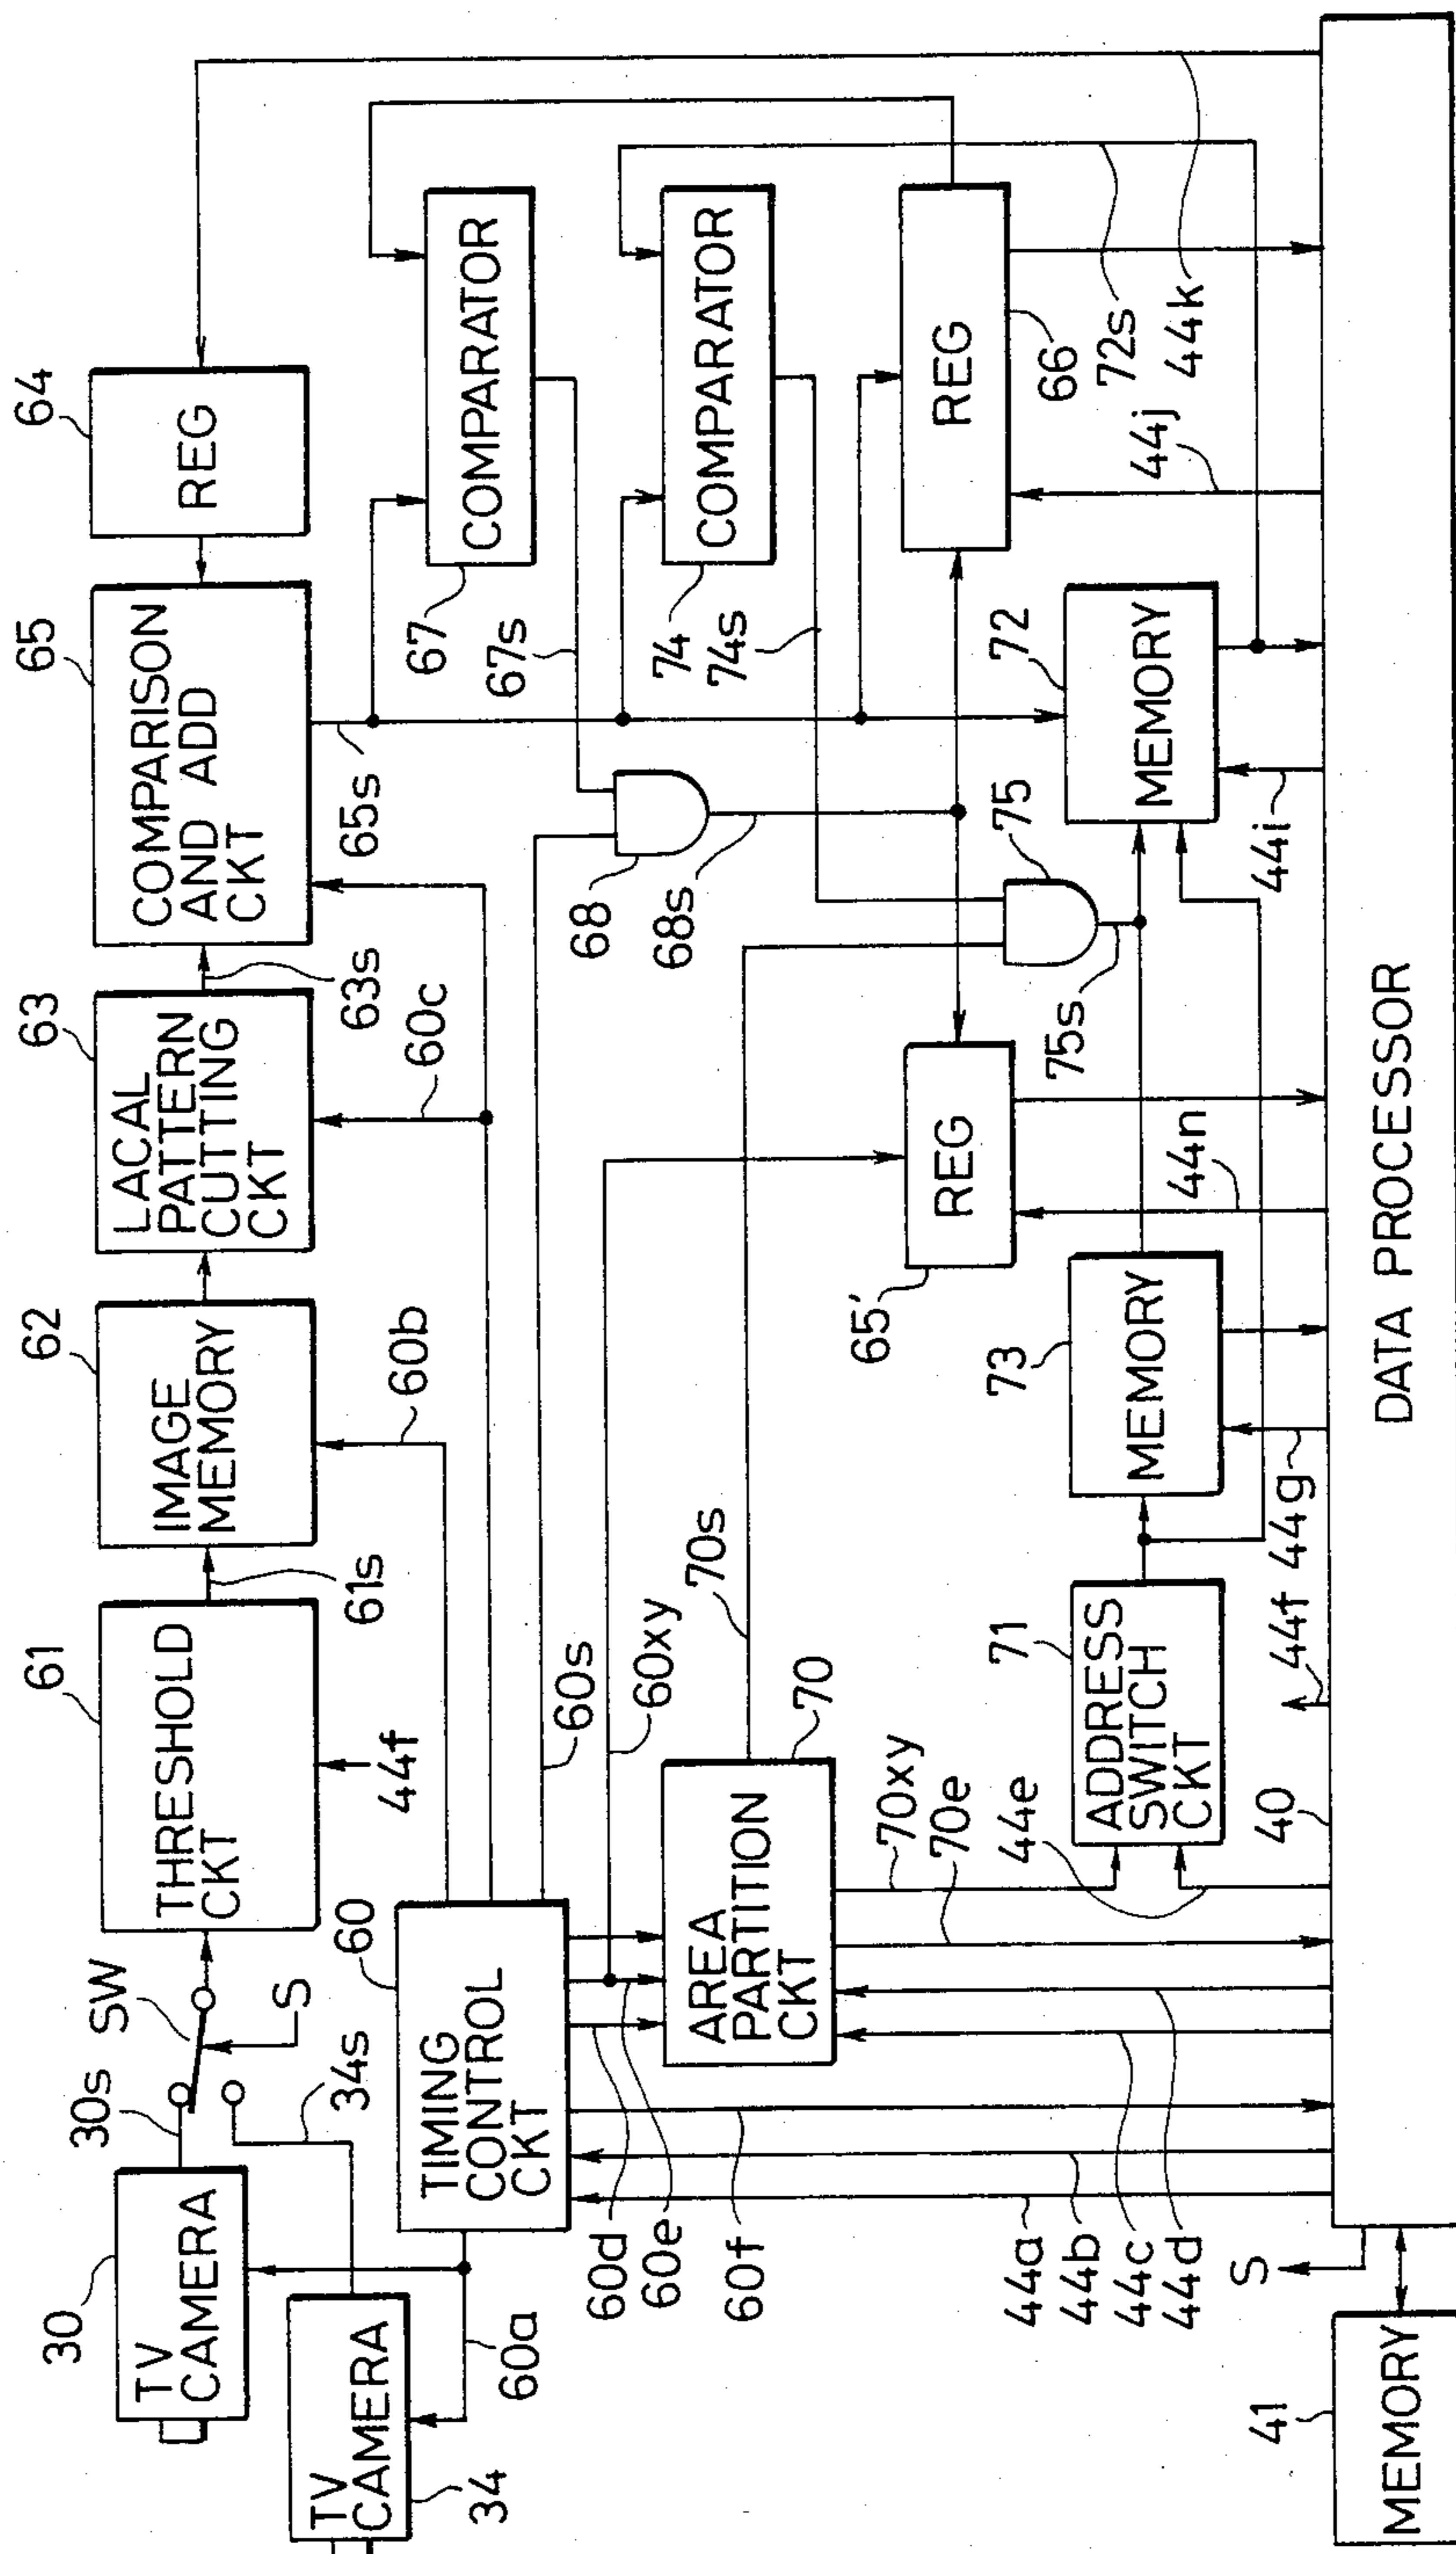 30
TV
CAMERA
30s
SW
S
34s
TV
CAMERA
34
60a
61
THRESHOLD
CKT
44f
61s
62
IMAGE
MEMORY
60b
63
LACAL
PATTERN
CUTTING
CKT
63s
60c
65
COMPARISON
AND ADD
CKT
65s
64
REG
60
TIMING
CONTROL
CKT
60s
60xy
60d
60e
60f
68
68s
67
COMPARATOR
67s
74
COMPARATOR
74s
REG
66
72s
44k
44j
AREA
PARTITION
CKT
70
70s
70xy
70e
44e
65'
REG
44n
75
75s
72
MEMORY
44i
71
ADDRESS
SWITCH
CKT
73
MEMORY
44g
44f
40
44a
44b
44c
44d
S
41
MEMORY
DATA PROCESSOR